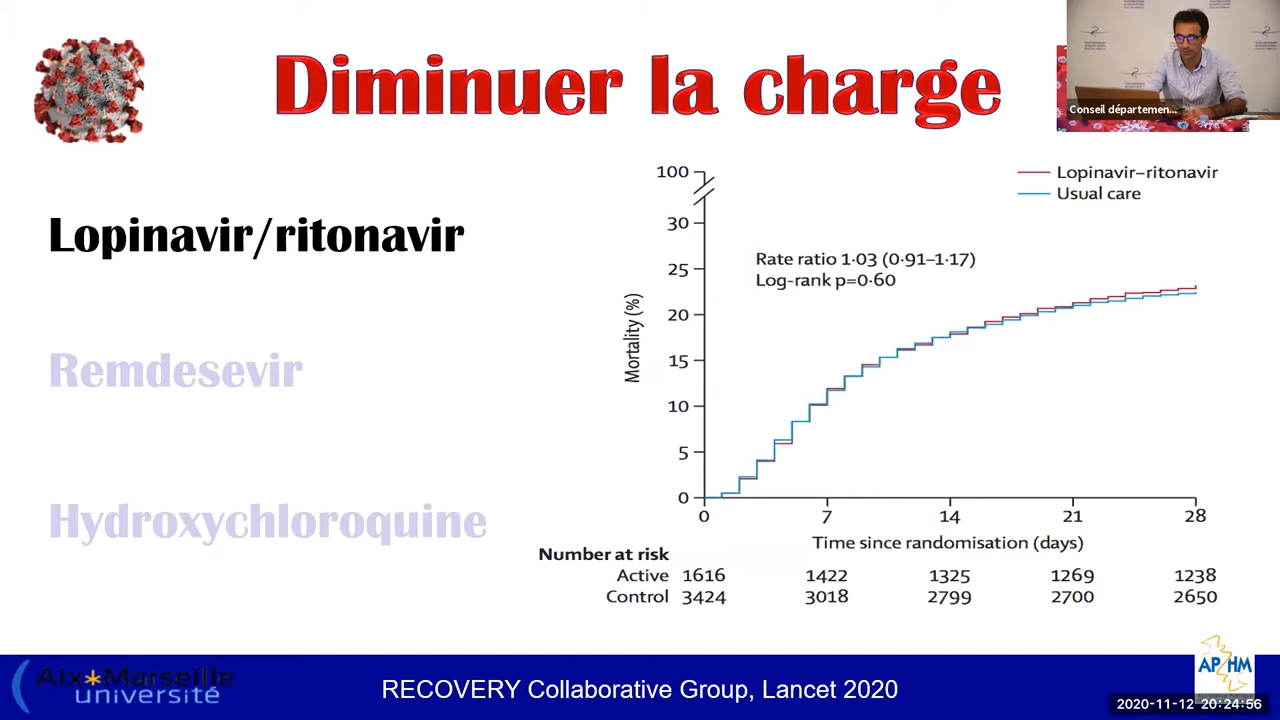 Diminuer la charge
Conseil départemen...
Lopinavir/ritonavir
Remdesevir
Hydroxychloroquine
100
30
25
20
15
10
5
0
Mortality (%)
Lopinavir–ritonavir
Usual care
Rate ratio 1·03 (0·91–1·17)
Log-rank p=0·60
0 7 14 21 28
Time since randomisation (days)
Number at risk
Active 1616 1422 1325 1269 1238
Control 3424 3018 2799 2700 2650
Aix*Marseille
université
RECOVERY Collaborative Group, Lancet 2020
AP HM
2020-11-12 20:24:56